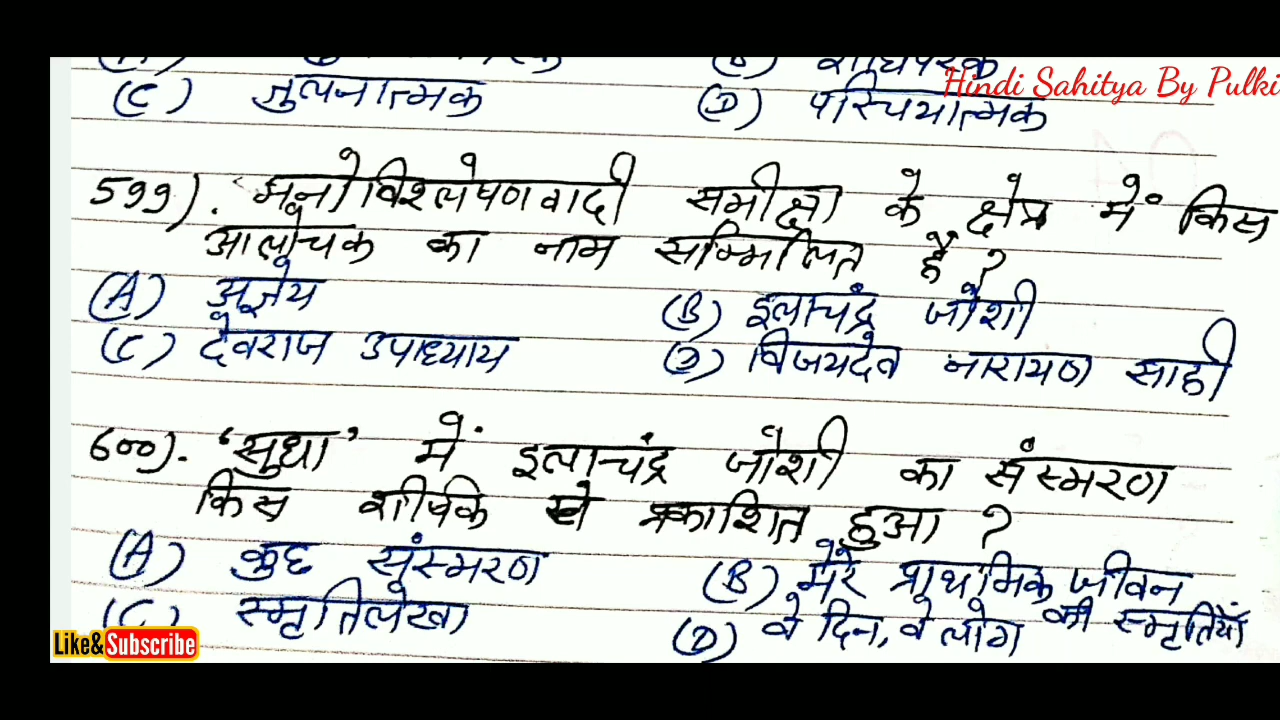 Hindi Sahitya By Pulki
(C) तुलनात्मक (D) परिचयात्मक
599). मनोविश्लेषणवादी समीक्षा के क्षेत्र में किस
आलोचक का नाम सम्मिलित है ?
(A) अज्ञेय (B) इलाचंद्र जोशी
(C) देवराज उपाध्याय (D) विजयदेव नारायण साही
600). 'सुधा' में इलाचंद्र जोशी का संस्मरण
किस शीर्षक से प्रकाशित हुआ ?
(A) कुछ संस्मरण (B) मेरे प्राथमिक जीवन
की स्मृतियाँ
(C) स्मृतिलेखा (D) वे दिन, वे लोग
Like& Subscribe